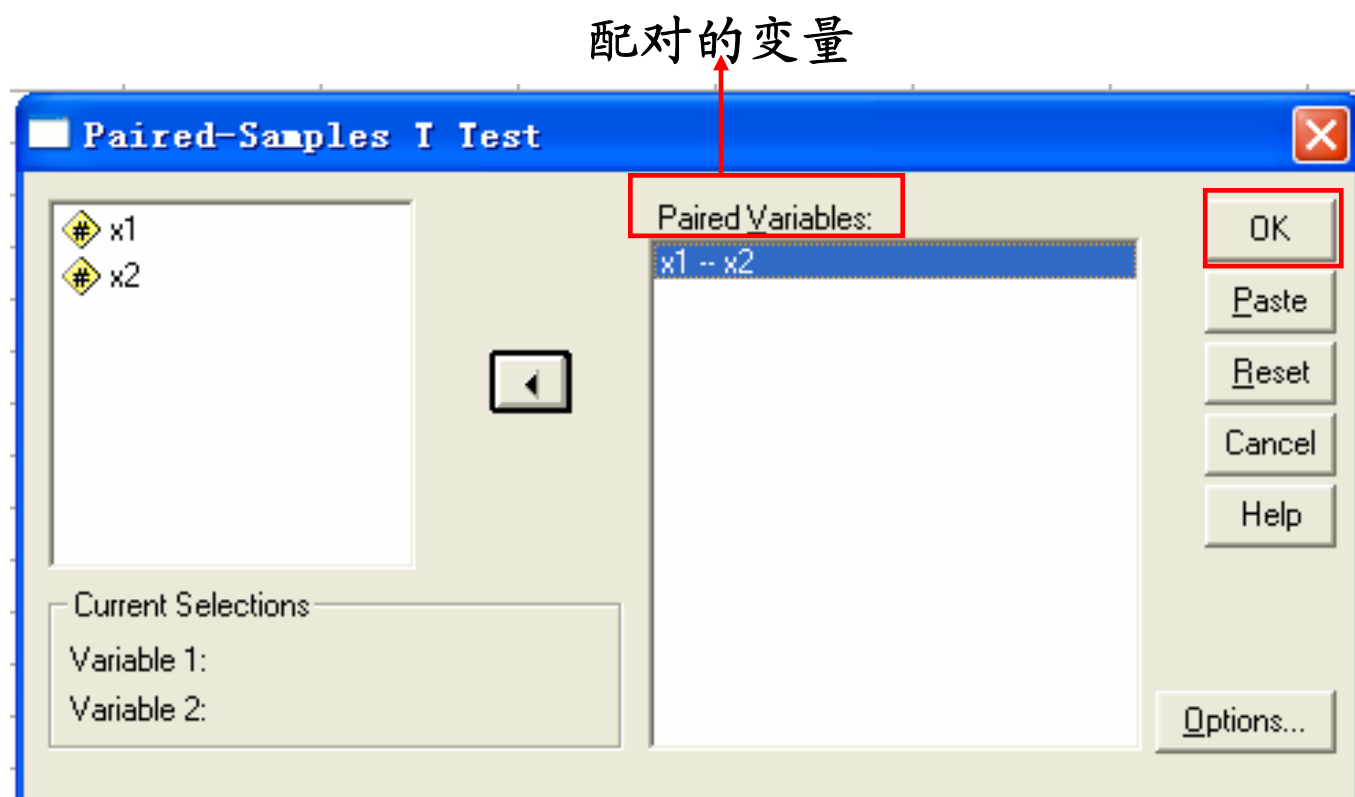 配对的变量
Paired-Samples T Test
x1
x2
Paired Variables:
x1 -- x2
OK
Paste
Reset
Cancel
Help
Current Selections
Variable 1:
Variable 2:
Options...